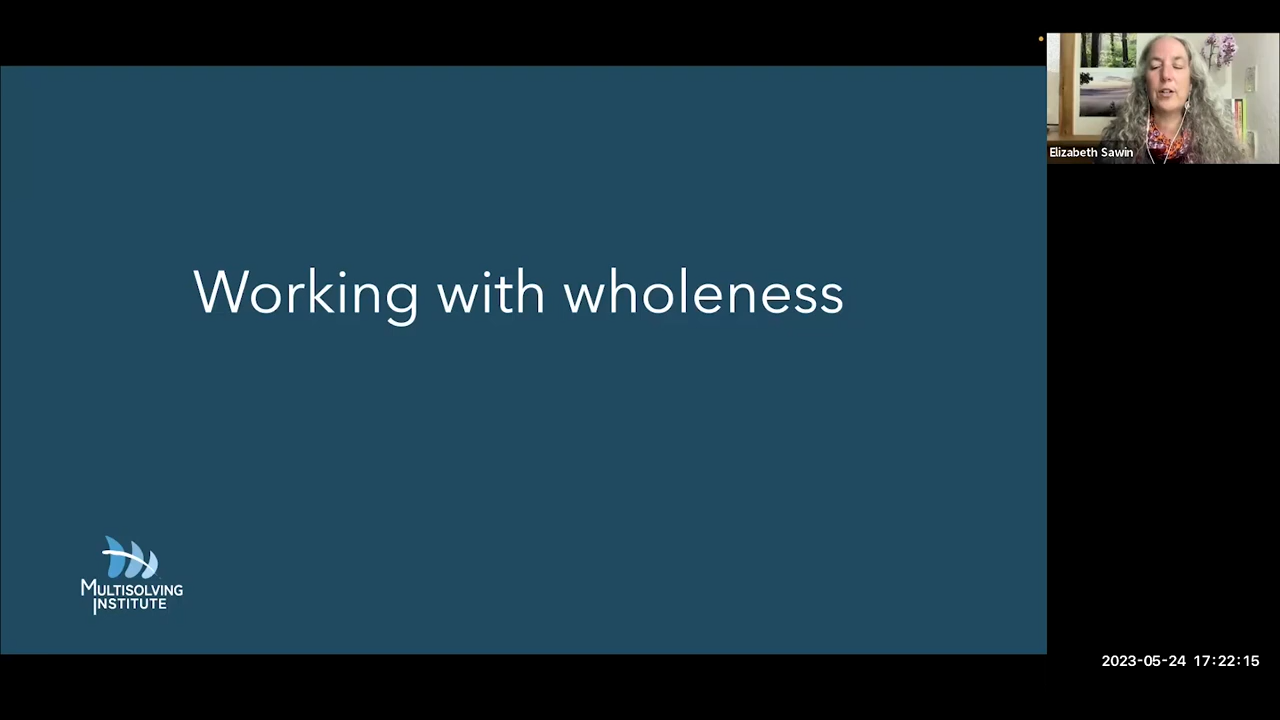 Elizabeth Sawin
Working with wholeness
MULTISOLVING
INSTITUTE
2023-05-24 17:22:15